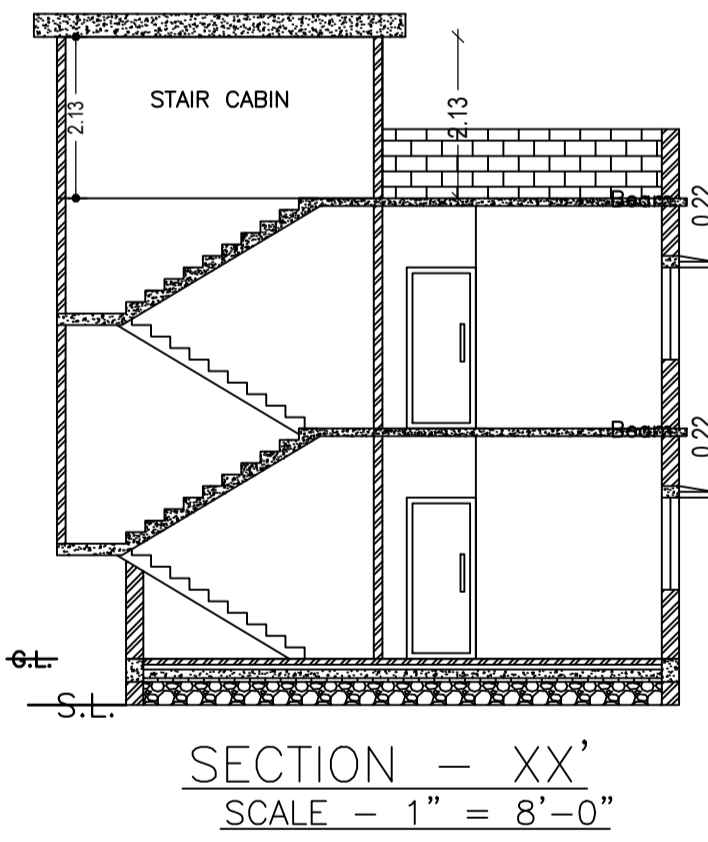 STAIR CABIN
2.13
2.13
Beam
0.22
Beam
0.22
G.L.
S.L.
SECTION - XX'
SCALE - 1" = 8'-0"